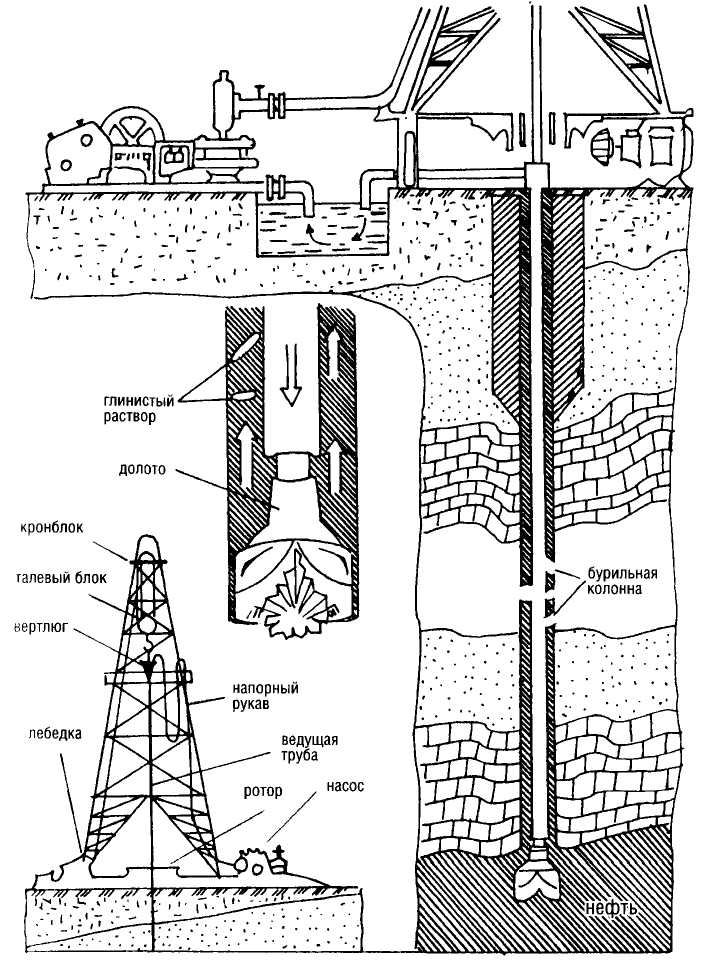 глинистый
раствор
долото
кронблок
талевый блок
вертлюг
напорный
рукав
лебедка
ведущая
труба
ротор
насос
бурильная
колонна
нефть